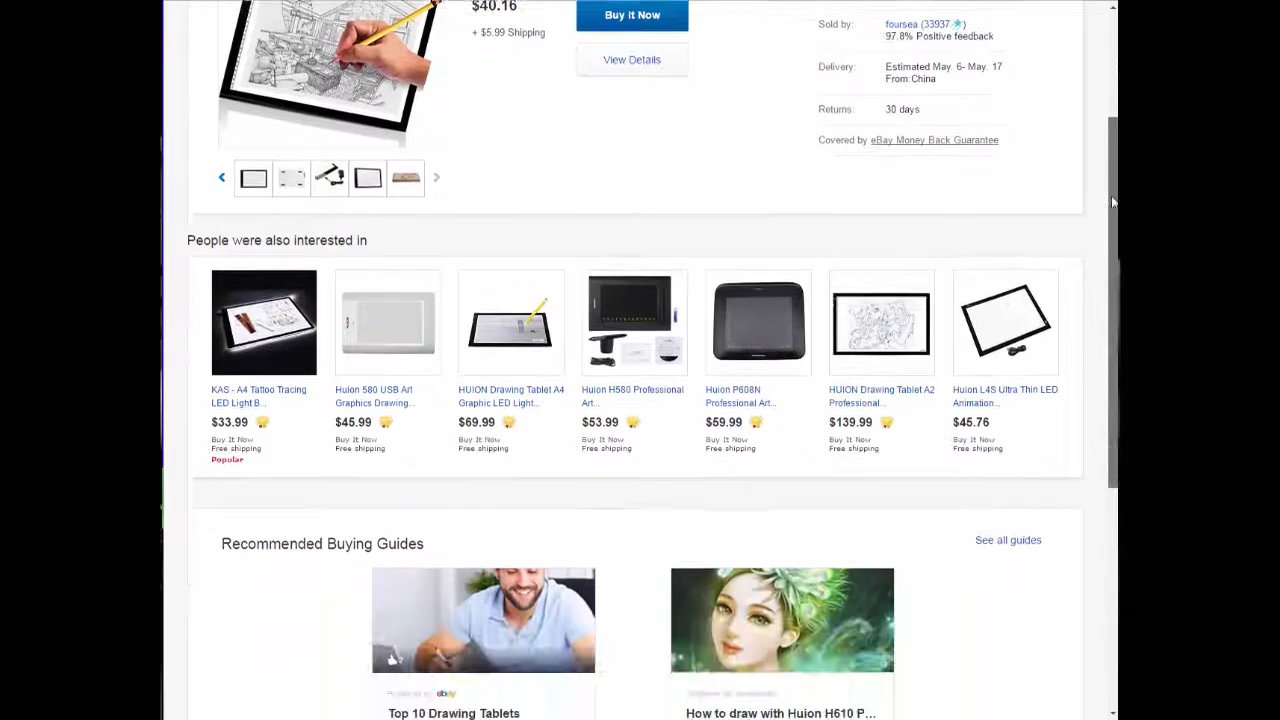 $40.16
+ $5.99 Shipping
Buy It Now
View Details
Sold by: foursea (33937 )
97.8% Positive feedback
Delivery: Estimated May. 6- May. 17
From China
Returns: 30 days
Covered by eBay Money Back Guarantee
People were also interested in
KAS - A4 Tattoo Tracing
LED Light B...
$33.99
Buy It Now
Free shipping
Popular
Huion 580 USB Art
Graphics Drawing...
$45.99
Buy It Now
Free shipping
HUION Drawing Tablet A4
Graphic LED Light...
$69.99
Buy It Now
Free shipping
Huion H580 Professional
Art...
$53.99
Buy It Now
Free shipping
Huion P608N
Professional Art...
$59.99
Buy It Now
Free shipping
HUION Drawing Tablet A2
Professional...
$139.99
Buy It Now
Free shipping
Huion L4S Ultra Thin LED
Animation...
$45.76
Buy It Now
Free shipping
Recommended Buying Guides
See all guides
ebay
Top 10 Drawing Tablets
How to draw with Huion H610 P...